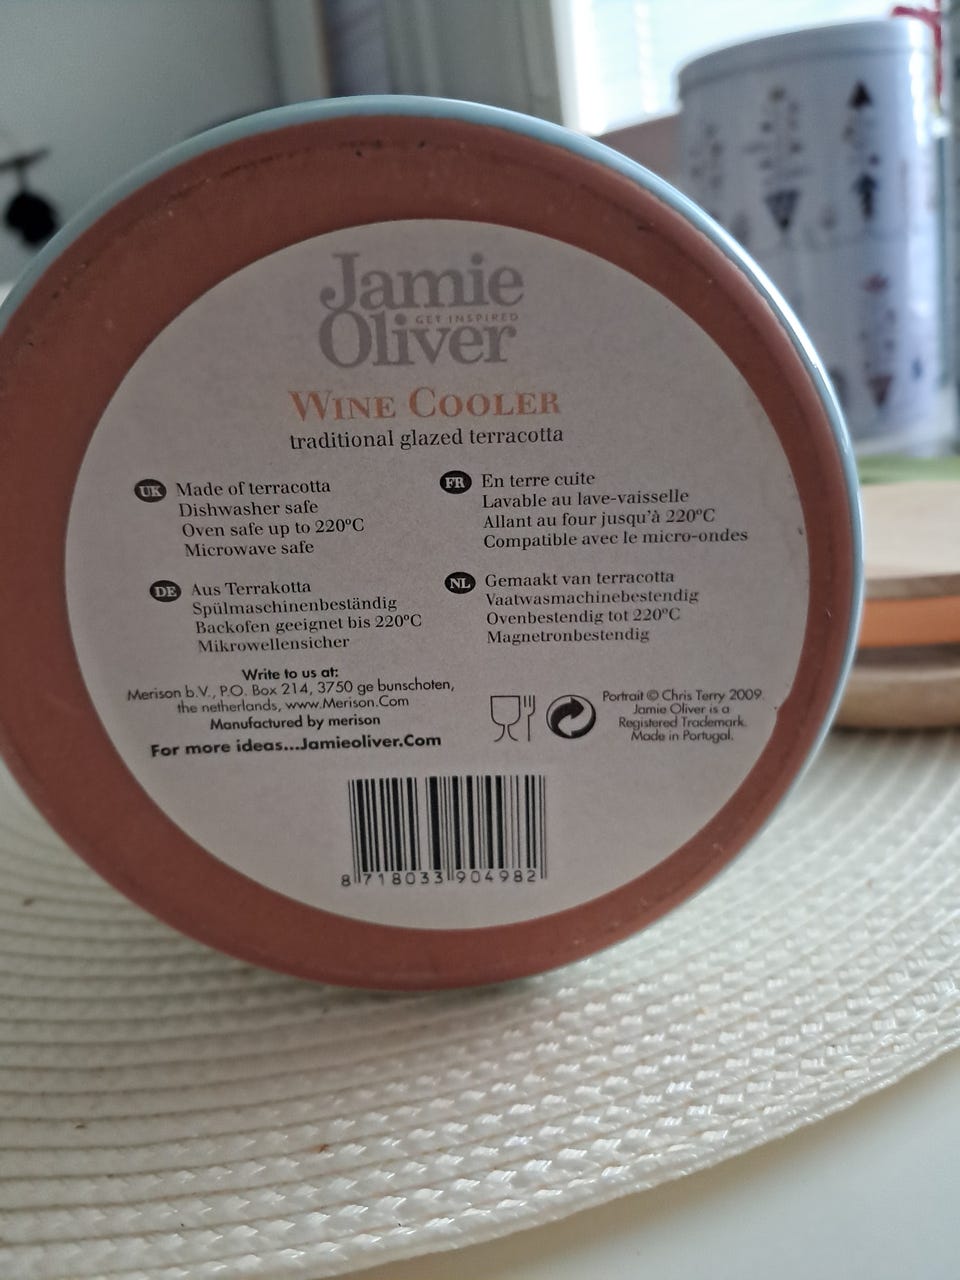 Jamie
GET INSPIRED
Oliver
WINE COOLER
traditional glazed terracotta
UK Made of terracotta
Dishwasher safe
Oven safe up to 220ºC
Microwave safe
FR En terre cuite
Lavable au lave-vaisselle
Allant au four jusqu'à 220ºC
Compatible avec le micro-ondes
DE Aus Terrakotta
Spülmaschinenbeständig
Backofen geeignet bis 220ºC
Mikrowellensicher
NL Gemaakt van terracotta
Vaatwasmachinebestendig
Ovenbestendig tot 220ºC
Magnetronbestendig
Write to us at:
Merison b.V., P.O. Box 214, 3750 ge bunschoten,
the netherlands, www.Merison.Com
Manufactured by merison
For more ideas...Jamieoliver.Com
Portrait © Chris Terry 2009.
Jamie Oliver is a
Registered Trademark.
Made in Portugal.
8 718033 904982